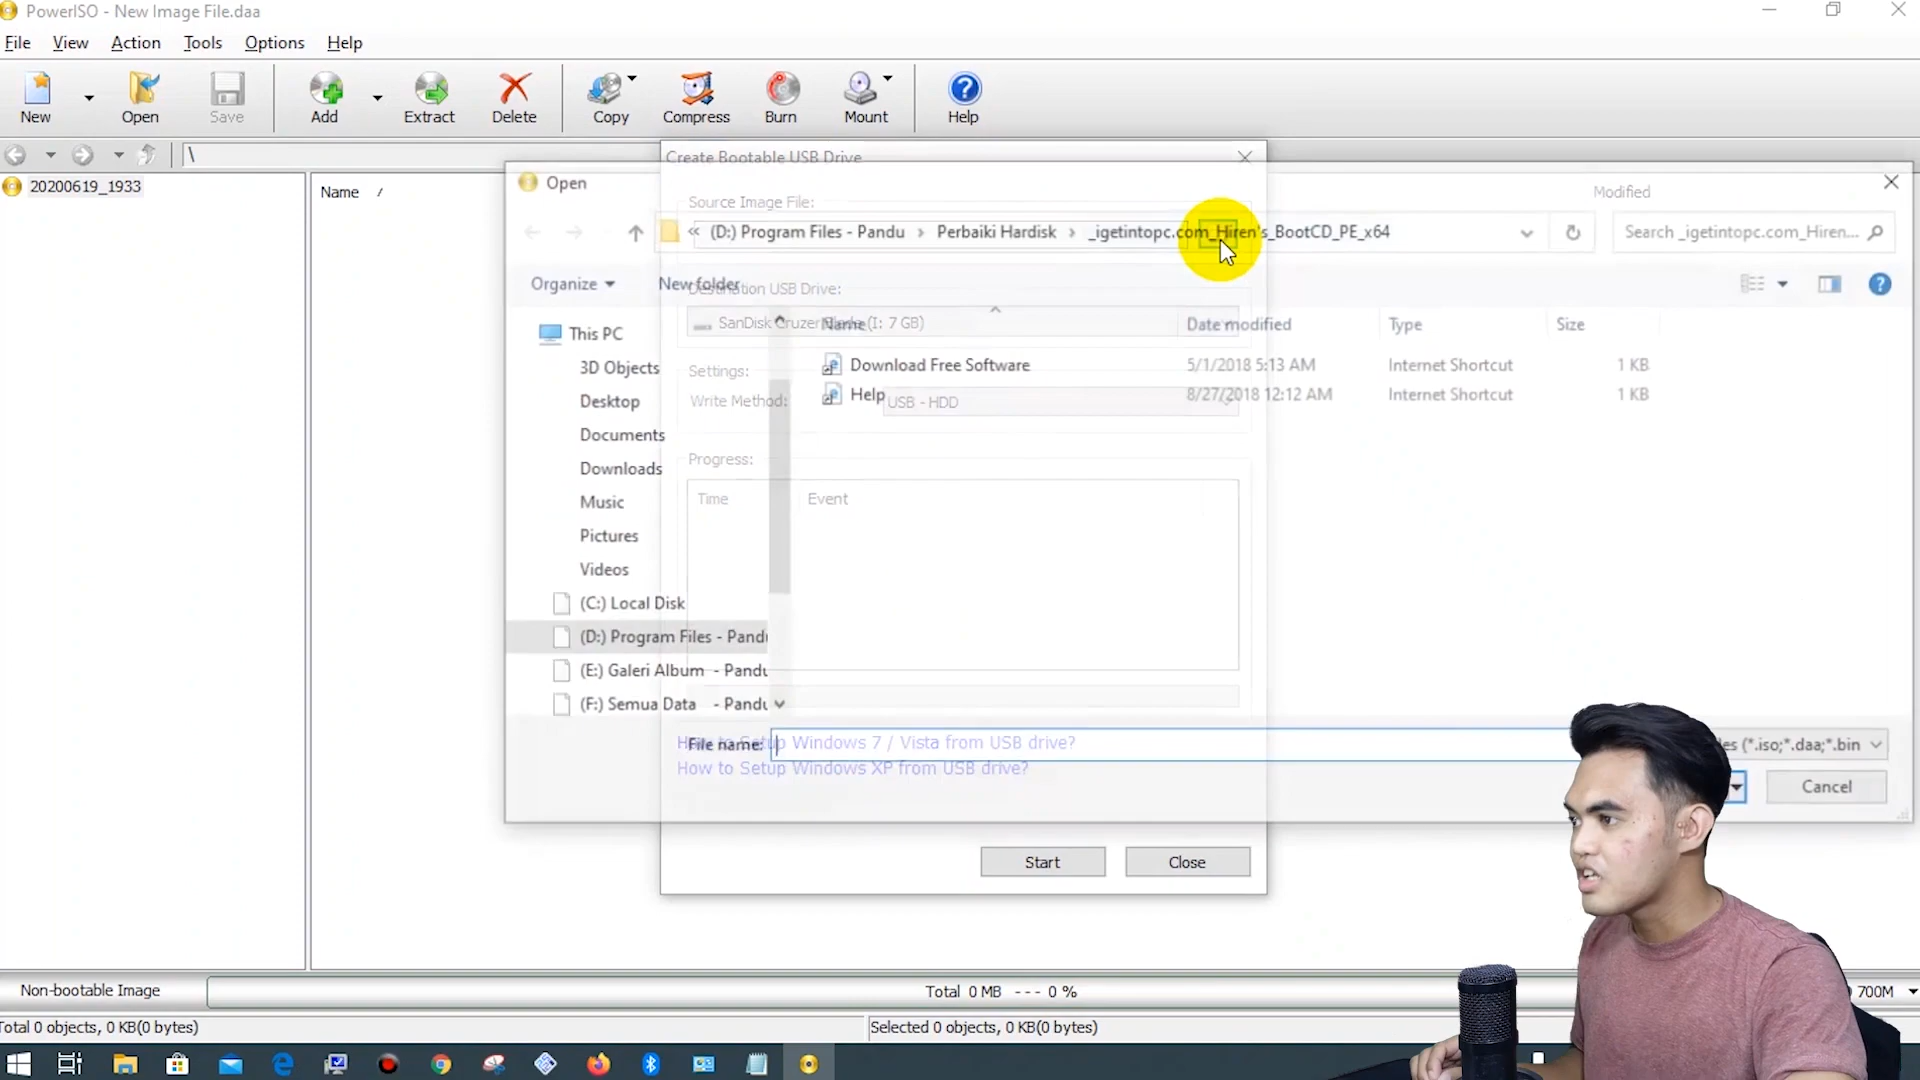 PowerISO - New Image File.daa
File View Action Tools Options Help
New Open Save Add Extract Delete Copy Compress Burn Mount Help
\
20200619_1933
Name /
Create Bootable USB Drive
Open
Modified
Source Image File:
« (D:) Program Files - Pandu › Perbaiki Hardisk › _igetintopc.com_Hiren's_BootCD_PE_x64
Search _igetintopc.com_Hiren...
Organize New folder
Destination USB Drive:
SanDisk Cruzer Blade (I: 7 GB)
Name Date modified Type Size
This PC
3D Objects
Desktop
Documents
Downloads
Music
Pictures
Videos
(C:) Local Disk
(D:) Program Files - Pandu
(E:) Galeri Album - Pandu
(F:) Semua Data - Pandu
Download Free Software 5/1/2018 5:13 AM Internet Shortcut 1 KB
Help 8/27/2018 12:12 AM Internet Shortcut 1 KB
Settings:
Write Method: USB - HDD
Progress:
Time Event
File name:
(*.iso;*.daa;*.bin
How to Setup Windows 7 / Vista from USB drive?
How to Setup Windows XP from USB drive?
Cancel
Start Close
Non-bootable Image Total 0 MB --- 0 % 700M
Total 0 objects, 0 KB(0 bytes) Selected 0 objects, 0 KB(0 bytes)